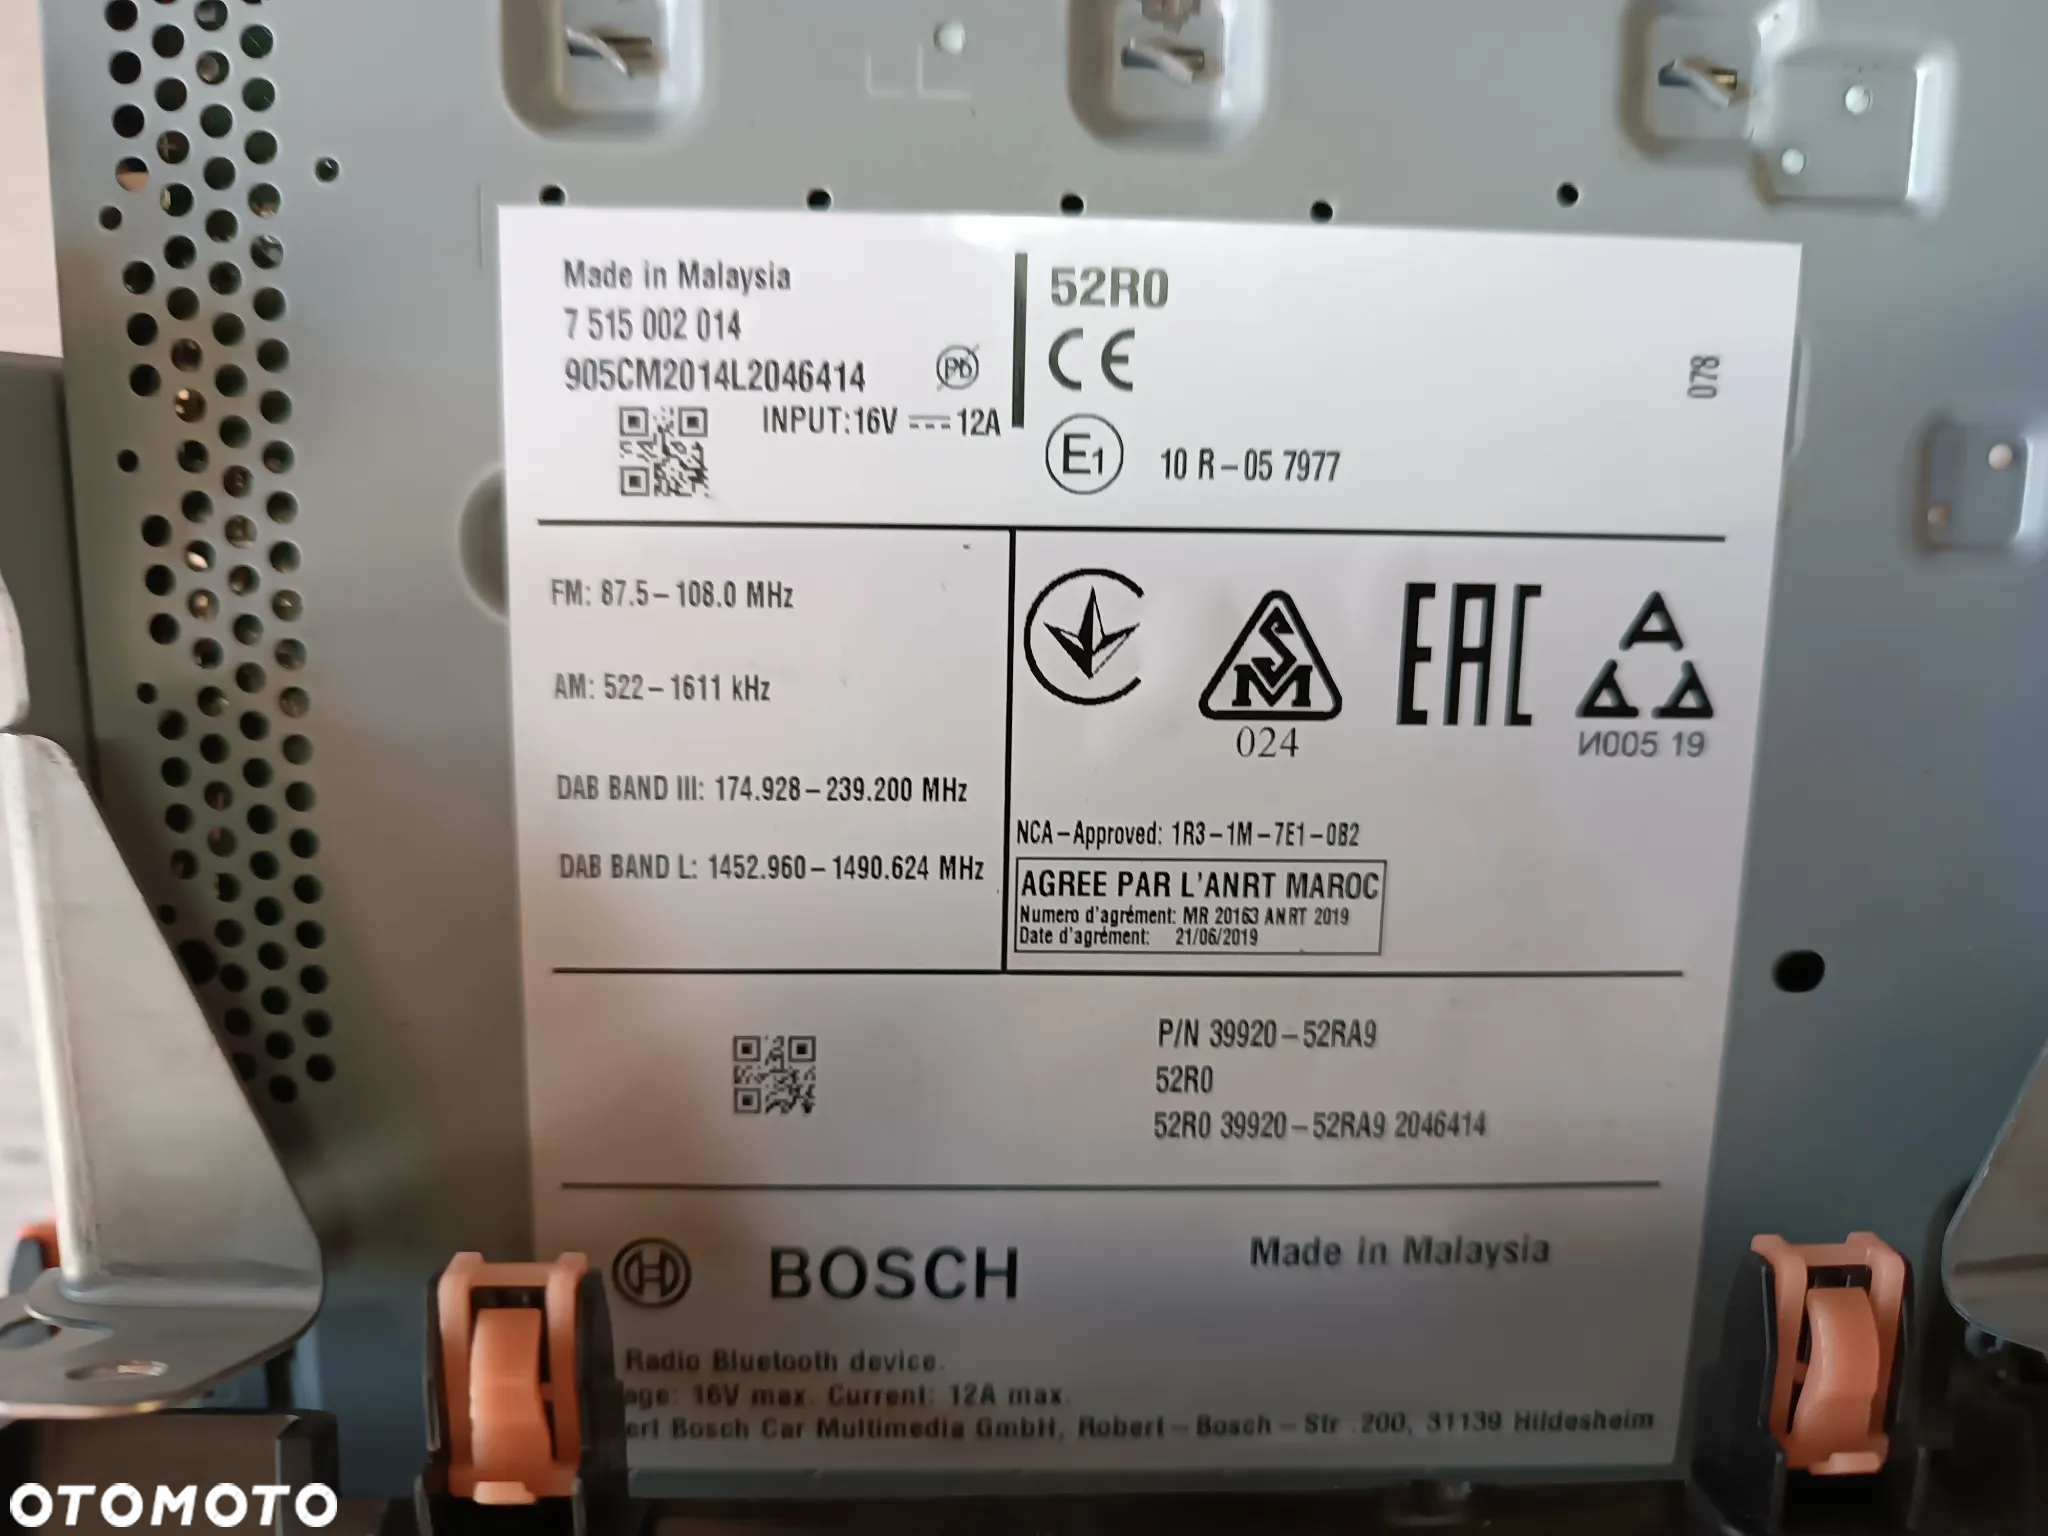 Made in Malaysia
7 515 002 014
905CM2014L2046414
Pb
INPUT:16V 12A
52R0
CE
078
E1
10 R-05 7977
FM: 87.5-108.0 MHz
AM: 522-1611 kHz
DAB BAND III: 174.928-239.200 MHz
DAB BAND L: 1452.960-1490.624 MHz
SM
024
EAC
AAA
И005 19
NCA-Approved: 1R3-1M-7E1-0B2
AGREE PAR L'ANRT MAROC
Numero d'agrément: MR 20163 ANRT 2019
Date d'agrément: 21/06/2019
P/N 39920-52RA9
52R0
52R0 39920-52RA9 2046414
BOSCH
Made in Malaysia
Radio Bluetooth device.
age: 16V max. Current: 12A max.
ert Bosch Car Multimedia GmbH, Robert-Bosch-Str .200, 31139 Hildesheim
OTOMOTO